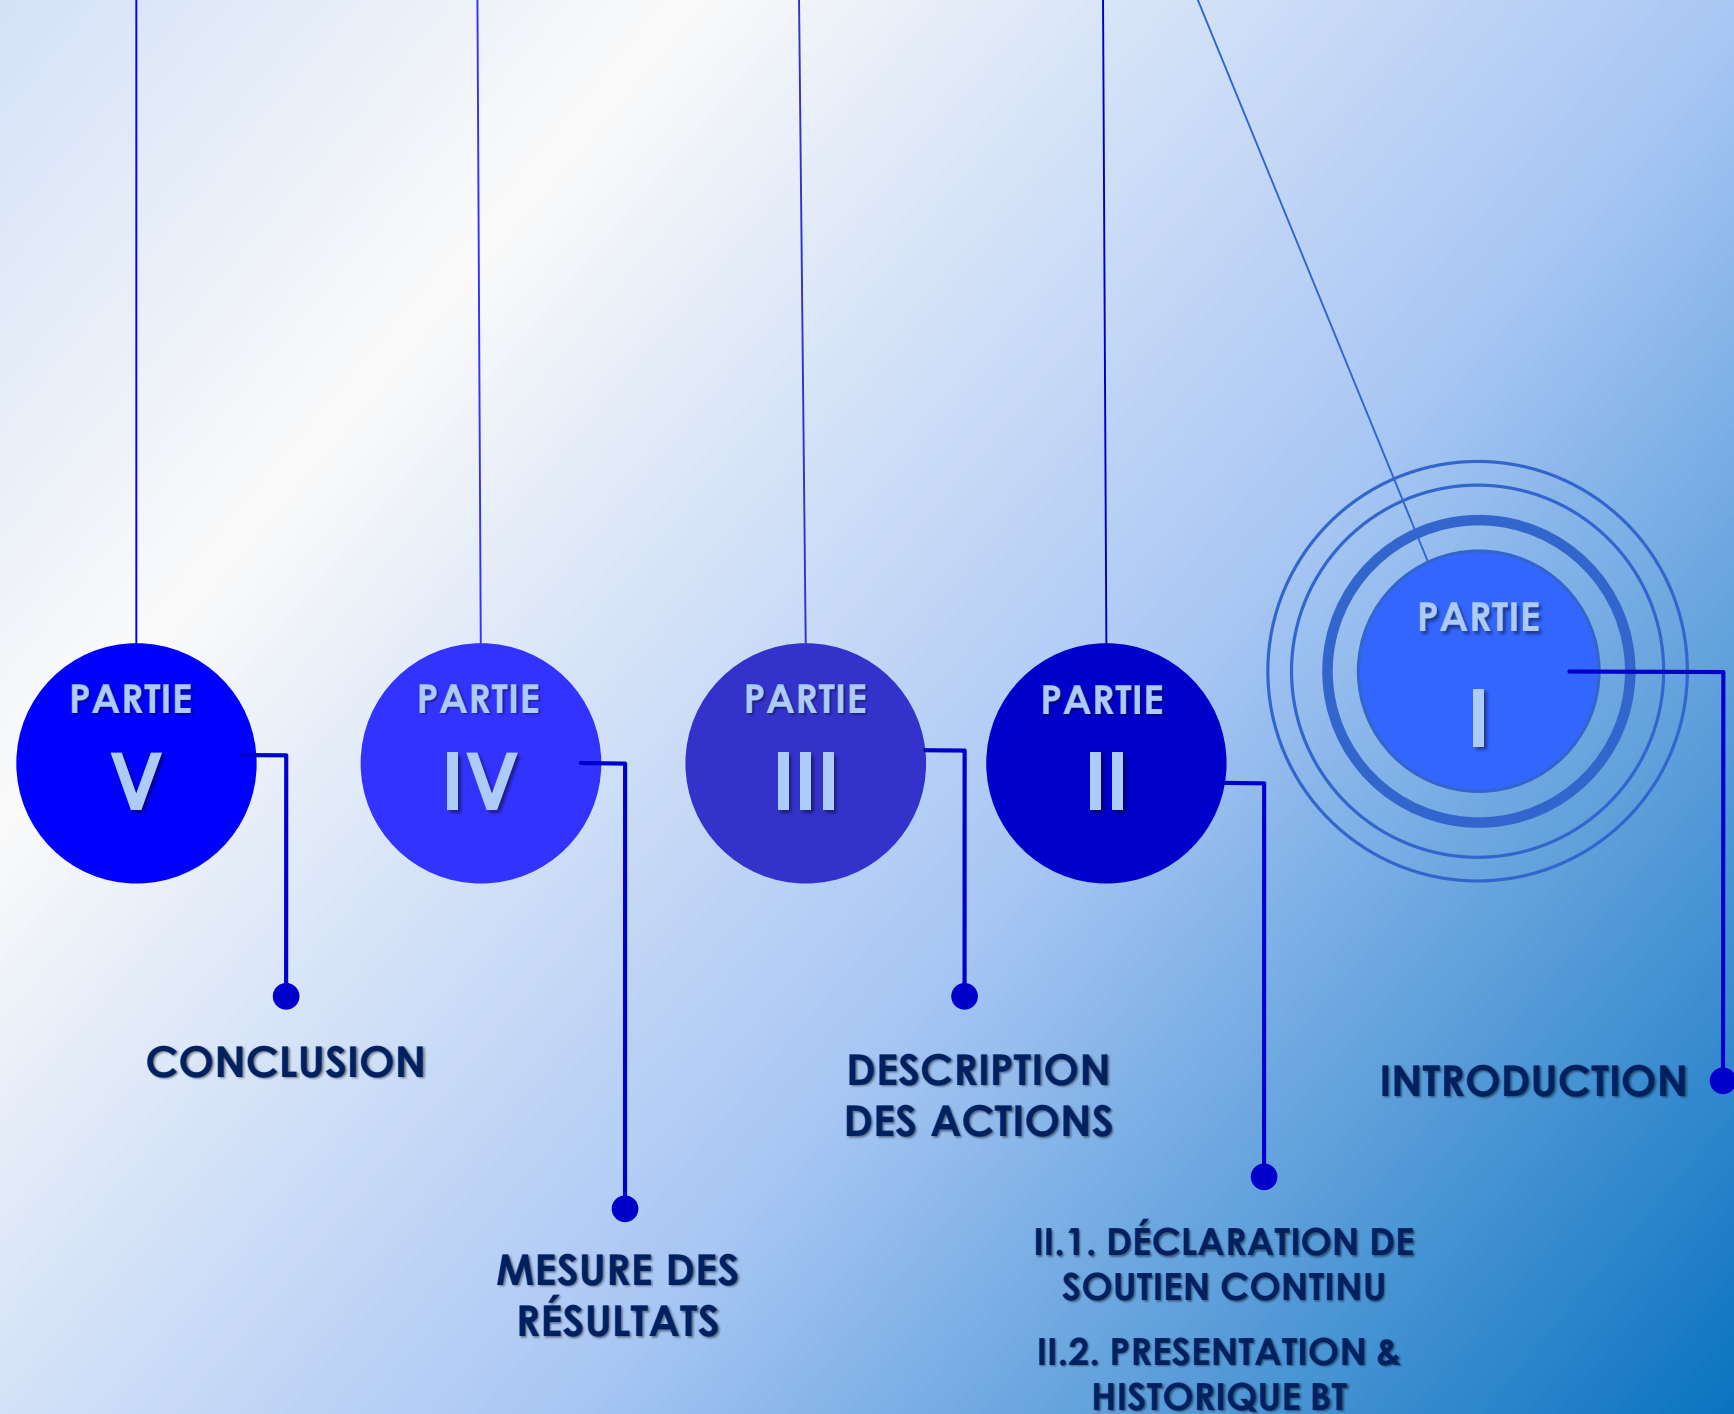 PARTIE
V
CONCLUSION
PARTIE
IV
MESURE DES
RÉSULTATS
PARTIE
III
DESCRIPTION
DES ACTIONS
PARTIE
II
II.1. DÉCLARATION DE
SOUTIEN CONTINU
II.2. PRESENTATION &
HISTORIQUE BT
PARTIE
I
INTRODUCTION